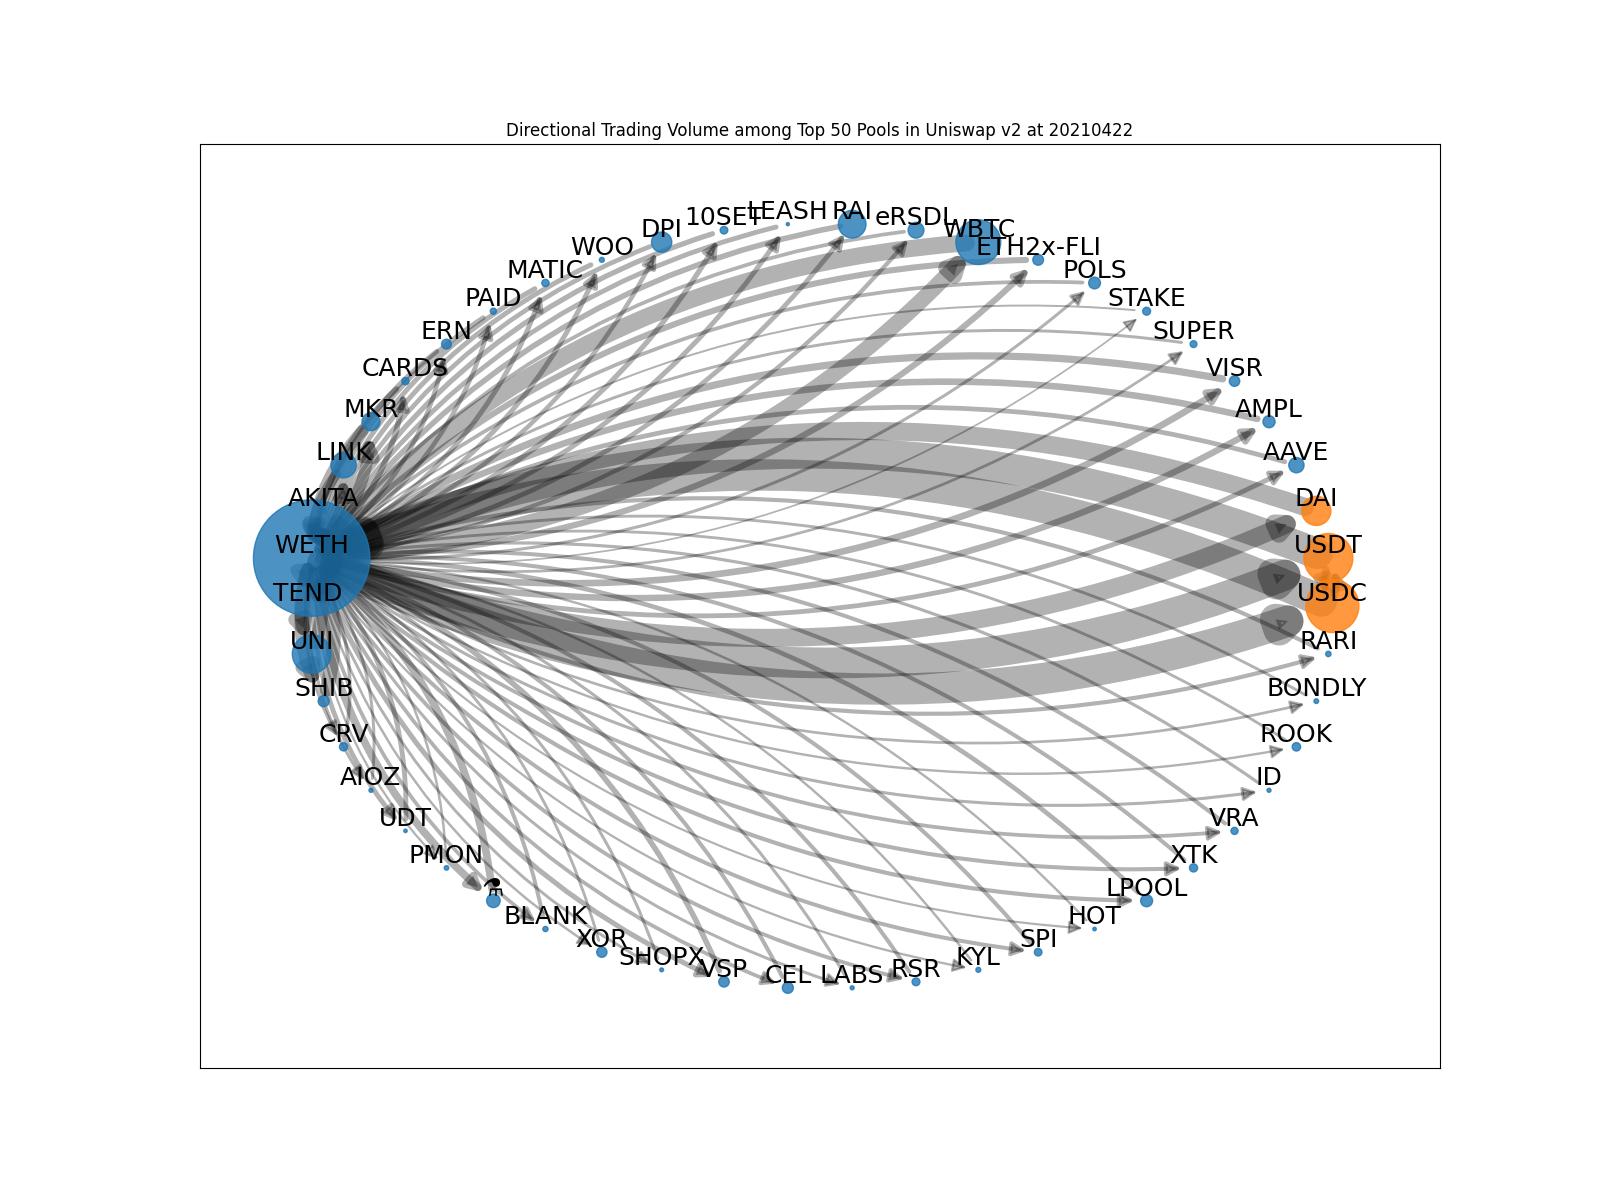 Directional Trading Volume among Top 50 Pools in Uniswap v2 at 20210422
10SET
LEASH
RAI
eRSDL
WBTC
DPI
WOO
ETH2x-FLI
MATIC
POLS
PAID
STAKE
ERN
SUPER
CARDS
VISR
MKR
AMPL
LINK
AAVE
AKITA
DAI
WETH
USDT
TEND
USDC
UNI
RARI
SHIB
BONDLY
CRV
ROOK
AIOZ
ID
UDT
VRA
PMON
XTK
⚗
LPOOL
BLANK
HOT
XOR
SPI
SHOPX
KYL
VSP
CEL
LABS
RSR